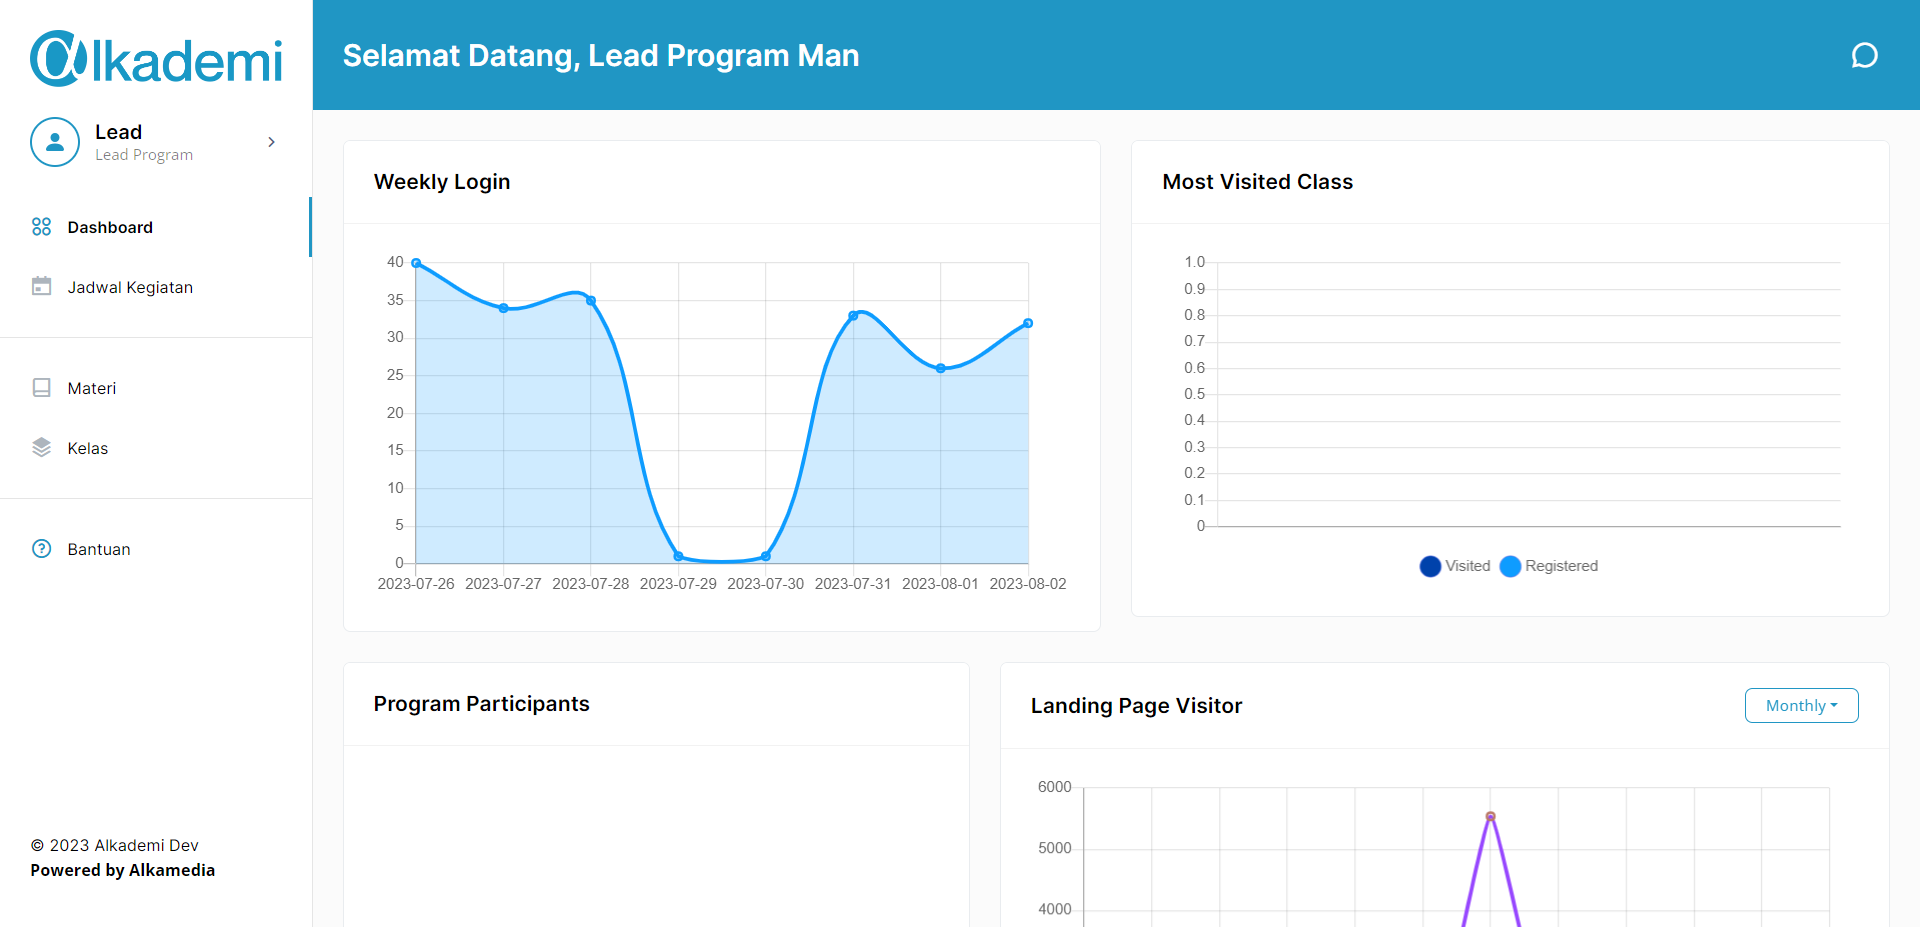 Alkademi
Lead
Lead Program
Dashboard
Jadwal Kegiatan
Materi
Kelas
Bantuan
© 2023 Alkademi Dev
Powered by Alkamedia
Selamat Datang, Lead Program Man
Weekly Login
40
35
30
25
20
15
10
5
0
2023-07-26 2023-07-27 2023-07-28 2023-07-29 2023-07-30 2023-07-31 2023-08-01 2023-08-02
Most Visited Class
1.0
0.9
0.8
0.7
0.6
0.5
0.4
0.3
0.2
0.1
0
Visited Registered
Program Participants
Landing Page Visitor
Monthly
6000
5000
4000